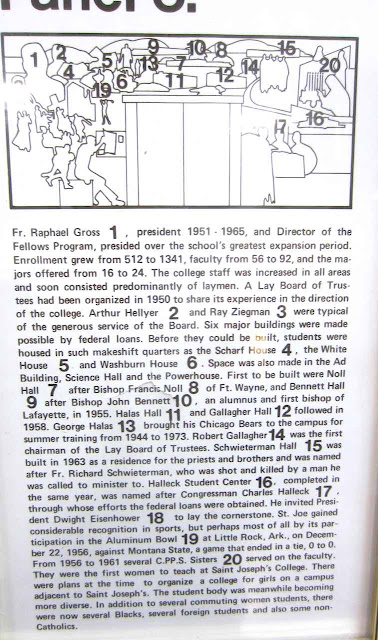 Panel 6.
1
2
9
10
8
15
4
5
13
7
14
20
6
11
12
19
16
17
Fr. Raphael Gross 1 , president 1951 - 1965, and Director of the
Fellows Program, presided over the school's greatest expansion period.
Enrollment grew from 512 to 1341, faculty from 56 to 92, and the ma-
jors offered from 16 to 24. The college staff was increased in all areas
and soon consisted predominantly of laymen. A Lay Board of Trus-
tees had been organized in 1950 to share its experience in the direction
of the college. Arthur Hellyer 2 and Ray Ziegman 3 were typical
of the generous service of the Board. Six major buildings were made
possible by federal loans. Before they could be built, students were
housed in such makeshift quarters as the Scharf House 4 , the White
House 5 and Washburn House 6 . Space was also made in the Ad
Building, Science Hall and the Powerhouse. First to be built were Noll
Hall 7 after Bishop Francis Noll 8 of Ft. Wayne, and Bennett Hall
9 after Bishop John Bennett 10 , an alumnus and first bishop of
Lafayette, in 1955. Halas Hall 11 and Gallagher Hall 12 followed in
1958. George Halas 13 brought his Chicago Bears to the campus for
summer training from 1944 to 1973. Robert Gallagher 14 was the first
chairman of the Lay Board of Trustees. Schwieterman Hall 15 was
built in 1963 as a residence for the priests and brothers and was named
after Fr. Richard Schwieterman, who was shot and killed by a man he
was called to minister to. Halleck Student Center 16 , completed in
the same year, was named after Congressman Charles Halleck 17 ,
through whose efforts the federal loans were obtained. He invited Presi-
dent Dwight Eisenhower 18 to lay the cornerstone. St. Joe gained
considerable recognition in sports, but perhaps most of all by its par-
ticipation in the Aluminum Bowl 19 at Little Rock, Ark., on Decem-
ber 22, 1956, against Montana State, a game that ended in a tie, 0 to 0.
From 1956 to 1961 several C.PP.S. Sisters 20 served on the faculty.
They were the first women to teach at Saint Joseph's College. There
were plans at the time to organize a college for girls on a campus
adjacent to Saint Joseph's. The student body was meanwhile becoming
more diverse. In addition to several commuting women students, there
were now several Blacks, several foreign students and also some non-
Catholics.